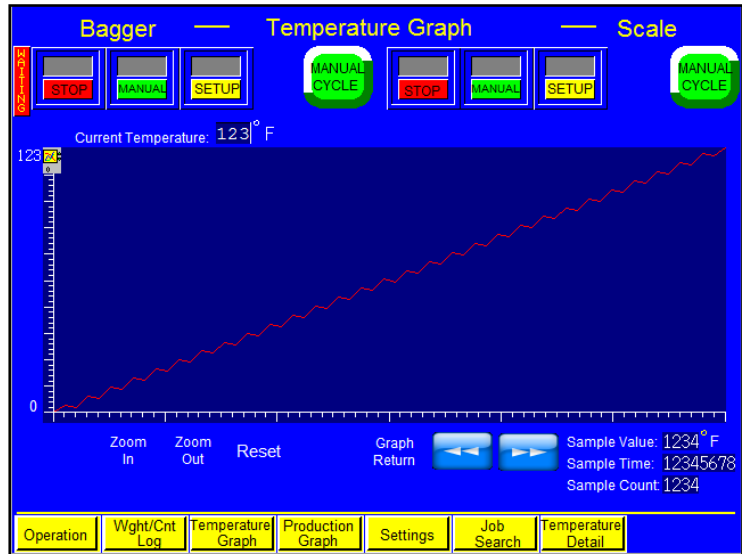 Bagger — Temperature Graph — Scale
WAITING
STOP MANUAL SETUP MANUAL CYCLE STOP MANUAL SETUP MANUAL CYCLE
Current Temperature: 123° F
123
0
0
Zoom In Zoom Out Reset Graph Return
Sample Value: 1234° F
Sample Time: 12345678
Sample Count: 1234
Operation Wght/Cnt Log Temperature Graph Production Graph Settings Job Search Temperature Detail